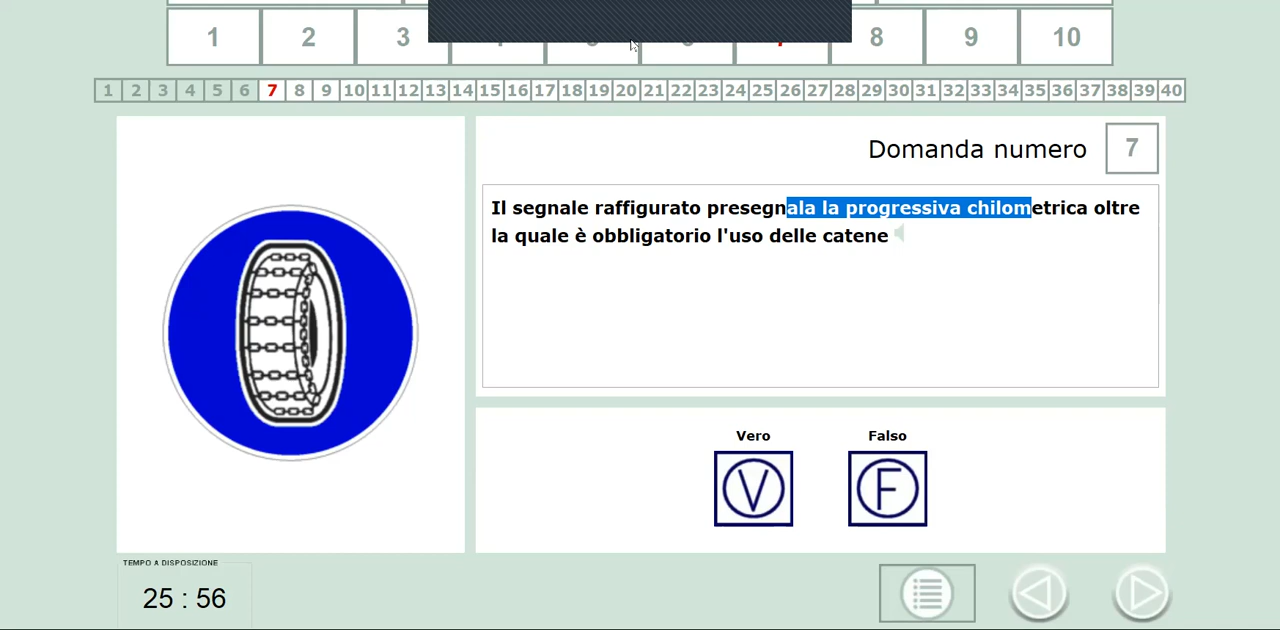 1 2 3 7 8 9 10
1 2 3 4 5 6 7 8 9 10 11 12 13 14 15 16 17 18 19 20 21 22 23 24 25 26 27 28 29 30 31 32 33 34 35 36 37 38 39 40
Domanda numero 7
Il segnale raffigurato presegnala la progressiva chilometrica oltre
la quale è obbligatorio l'uso delle catene
Vero Falso
V F
TEMPO A DISPOSIZIONE
25 : 56